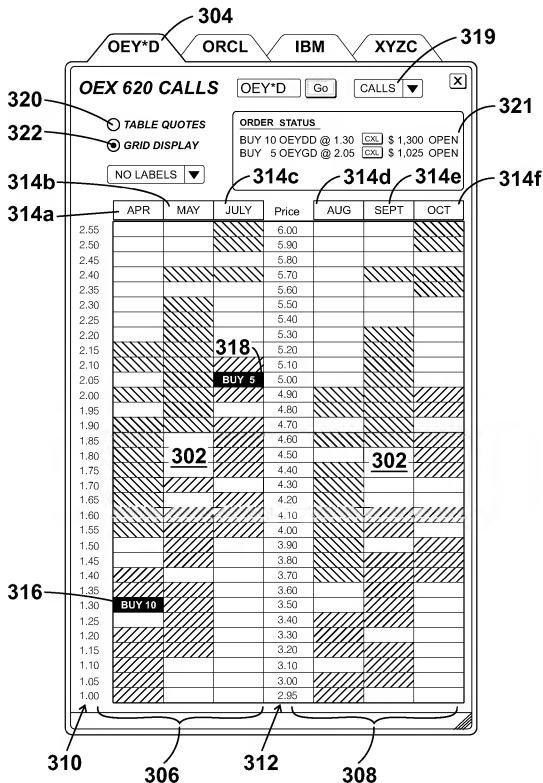 304
OEY*D ORCL IBM XYZC
319
OEX 620 CALLS OEY*D Go CALLS X
320 TABLE QUOTES
322 GRID DISPLAY
ORDER STATUS 321
BUY 10 OEYDD @ 1.30 CXL $ 1,300 OPEN
BUY 5 OEYGD @ 2.05 CXL $ 1,025 OPEN
NO LABELS
314a 314b 314c 314d 314e 314f
APR MAY JULY Price AUG SEPT OCT
2.55 6.00
2.50 5.90
2.45 5.80
2.40 5.70
2.35 5.60
2.30 5.50
2.25 5.40
2.20 5.30
2.15 318 5.20
2.10 5.10
2.05 BUY 5 5.00
2.00 4.90
1.95 4.80
1.90 4.70
1.85 4.60
1.80 302 4.50 302
1.75 4.40
1.70 4.30
1.65 4.20
1.60 4.10
1.55 4.00
1.50 3.90
1.45 3.80
1.40 3.70
1.35 3.60
316 1.30 BUY 10 3.50
1.25 3.40
1.20 3.30
1.15 3.20
1.10 3.10
1.05 3.00
1.00 2.95
310 306 312 308